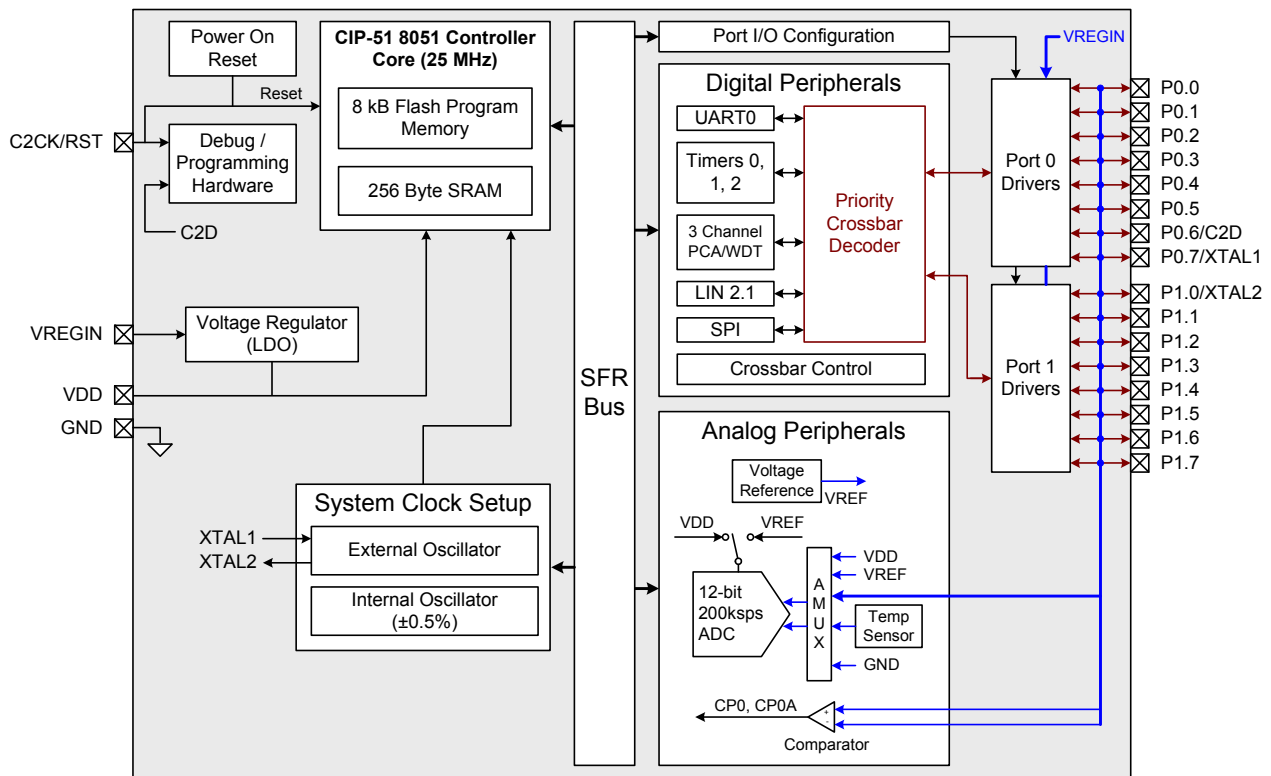 Power On
Reset
CIP-51 8051 Controller
Core (25 MHz)
8 kB Flash Program
Memory
256 Byte SRAM
Reset
C2CK/RST
Debug /
Programming
Hardware
C2D
VREGIN
Voltage Regulator
(LDO)
VDD
GND
System Clock Setup
XTAL1
XTAL2
External Oscillator
Internal Oscillator
(±0.5%)
SFR
Bus
Port I/O Configuration
Digital Peripherals
UART0
Timers 0,
1, 2
3 Channel
PCA/WDT
LIN 2.1
SPI
Priority
Crossbar
Decoder
Crossbar Control
Analog Peripherals
Voltage
Reference
VREF
VDD
VREF
12-bit
200ksps
ADC
A
M
U
X
VDD
VREF
Temp
Sensor
GND
CP0, CP0A
+
-
Comparator
VREGIN
Port 0
Drivers
Port 1
Drivers
P0.0
P0.1
P0.2
P0.3
P0.4
P0.5
P0.6/C2D
P0.7/XTAL1
P1.0/XTAL2
P1.1
P1.2
P1.3
P1.4
P1.5
P1.6
P1.7